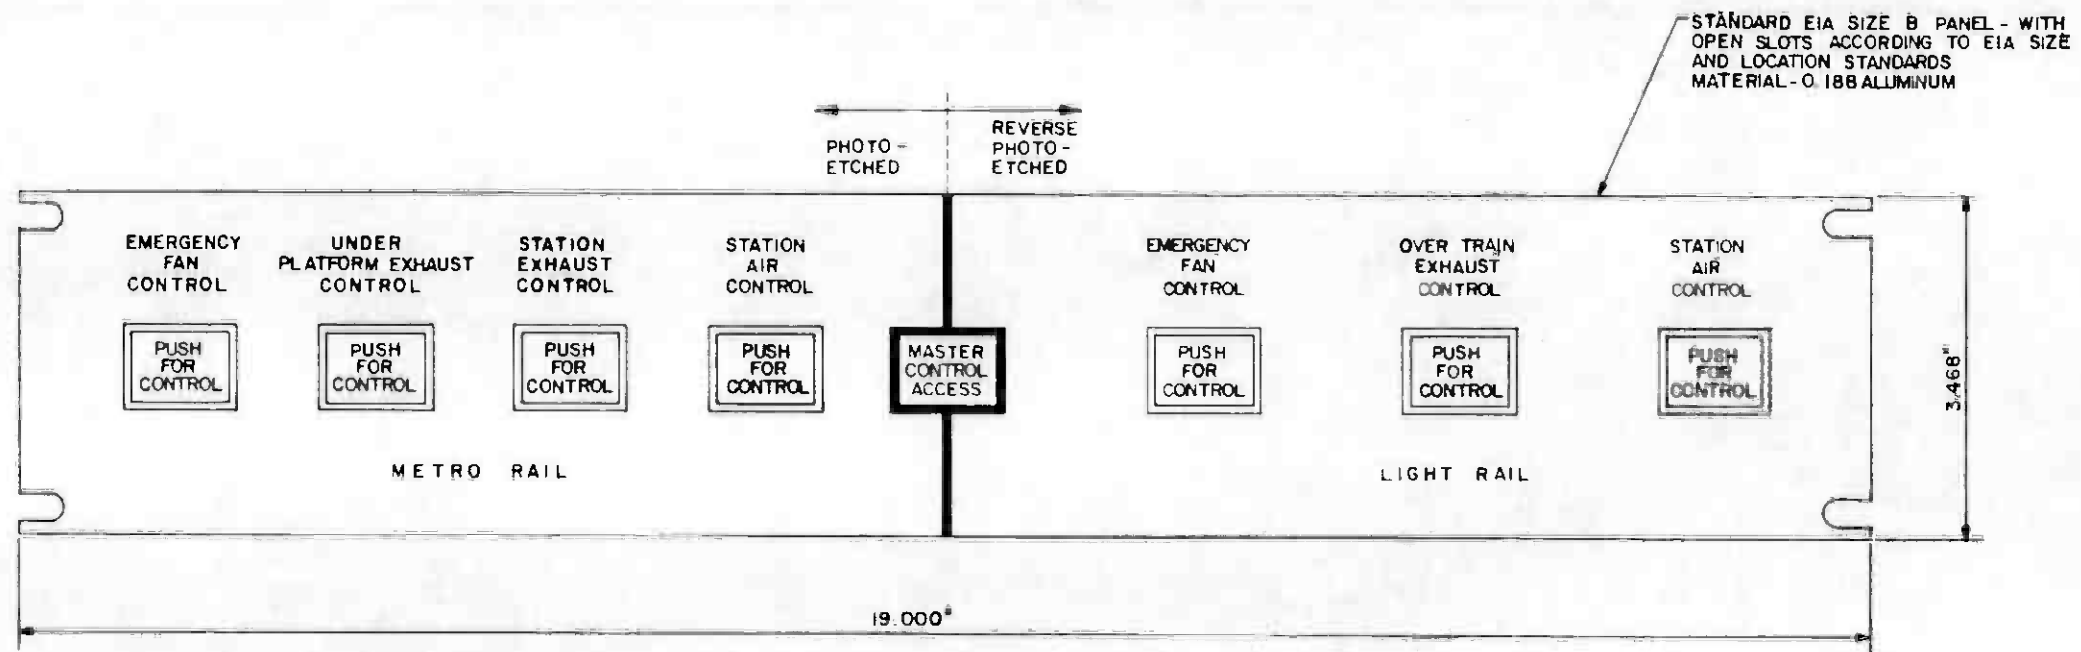 STANDARD EIA SIZE B PANEL - WITH
OPEN SLOTS ACCORDING TO EIA SIZE
AND LOCATION STANDARDS
MATERIAL - 0.188 ALUMINUM
PHOTO -
ETCHED
REVERSE
PHOTO -
ETCHED
EMERGENCY
FAN
CONTROL
UNDER
PLATFORM EXHAUST
CONTROL
STATION
EXHAUST
CONTROL
STATION
AIR
CONTROL
EMERGENCY
FAN
CONTROL
OVER TRAIN
EXHAUST
CONTROL
STATION
AIR
CONTROL
PUSH
FOR
CONTROL
PUSH
FOR
CONTROL
PUSH
FOR
CONTROL
PUSH
FOR
CONTROL
MASTER
CONTROL
ACCESS
PUSH
FOR
CONTROL
PUSH
FOR
CONTROL
PUSH
FOR
CONTROL
3.468"
METRO RAIL
LIGHT RAIL
19.000"